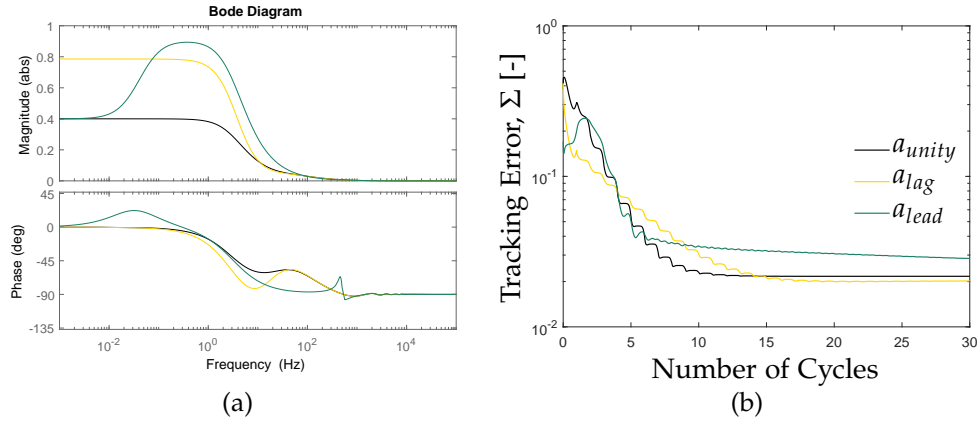 Bode Diagram
Magnitude (abs)
1
0.8
0.6
0.4
0.2
0
Phase (deg)
45
0
-45
-90
-135
10^-2
10^0
10^2
10^4
Frequency (Hz)
(a)
Tracking Error, Σ [-]
10^0
10^-1
10^-2
a_unity
a_lag
a_lead
0
5
10
15
20
25
30
Number of Cycles
(b)